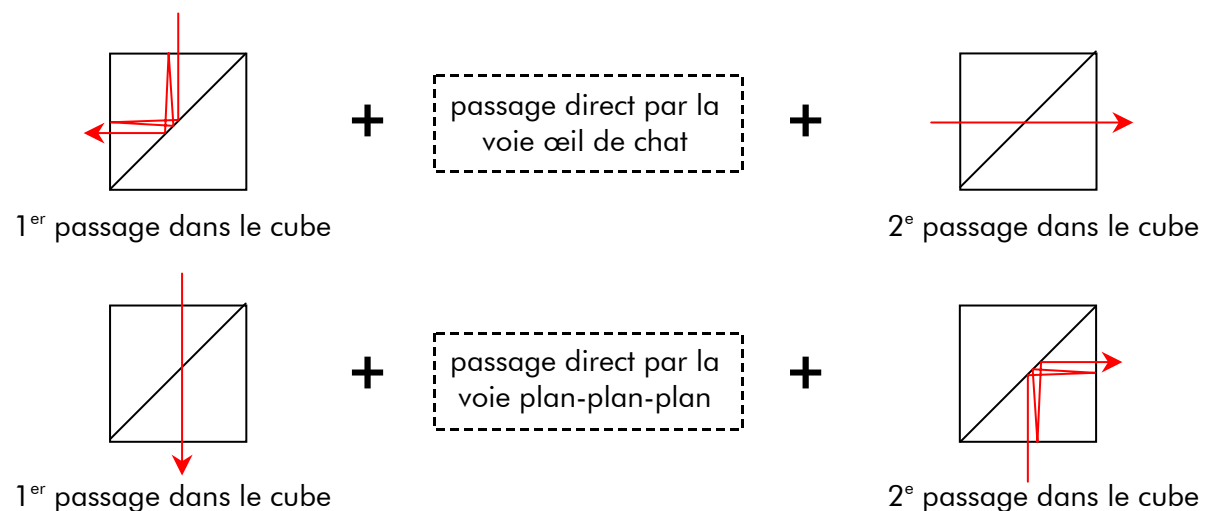 passage direct par la
voie œil de chat
1er passage dans le cube
2e passage dans le cube
passage direct par la
voie plan-plan-plan
1er passage dans le cube
2e passage dans le cube